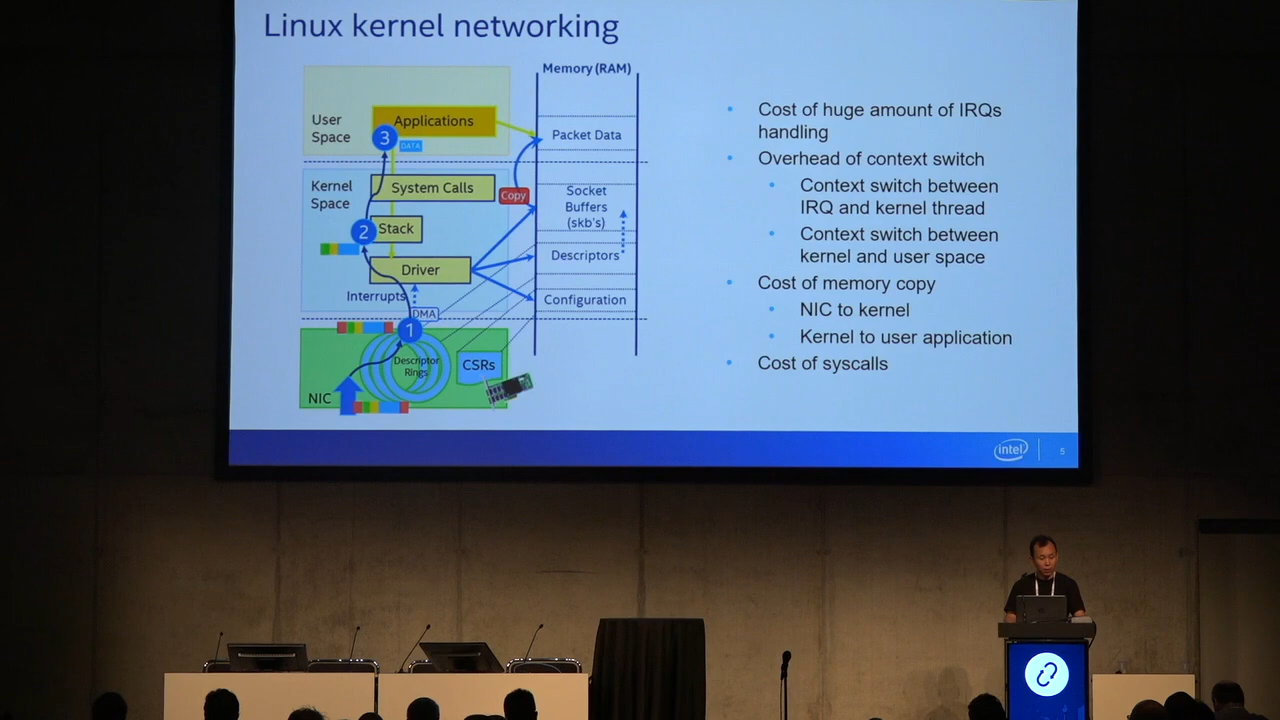 Linux kernel networking
Memory (RAM)
User
Space
Applications
3
DATA
Packet Data
Kernel
Space
System Calls
Copy
Socket
Buffers
(skb's)
2
Stack
Driver
Descriptors
Interrupts
Configuration
DMA
1
Descriptor
Rings
CSRs
NIC
• Cost of huge amount of IRQs
handling
• Overhead of context switch
• Context switch between
IRQ and kernel thread
• Context switch between
kernel and user space
• Cost of memory copy
• NIC to kernel
• Kernel to user application
• Cost of syscalls
intel
5